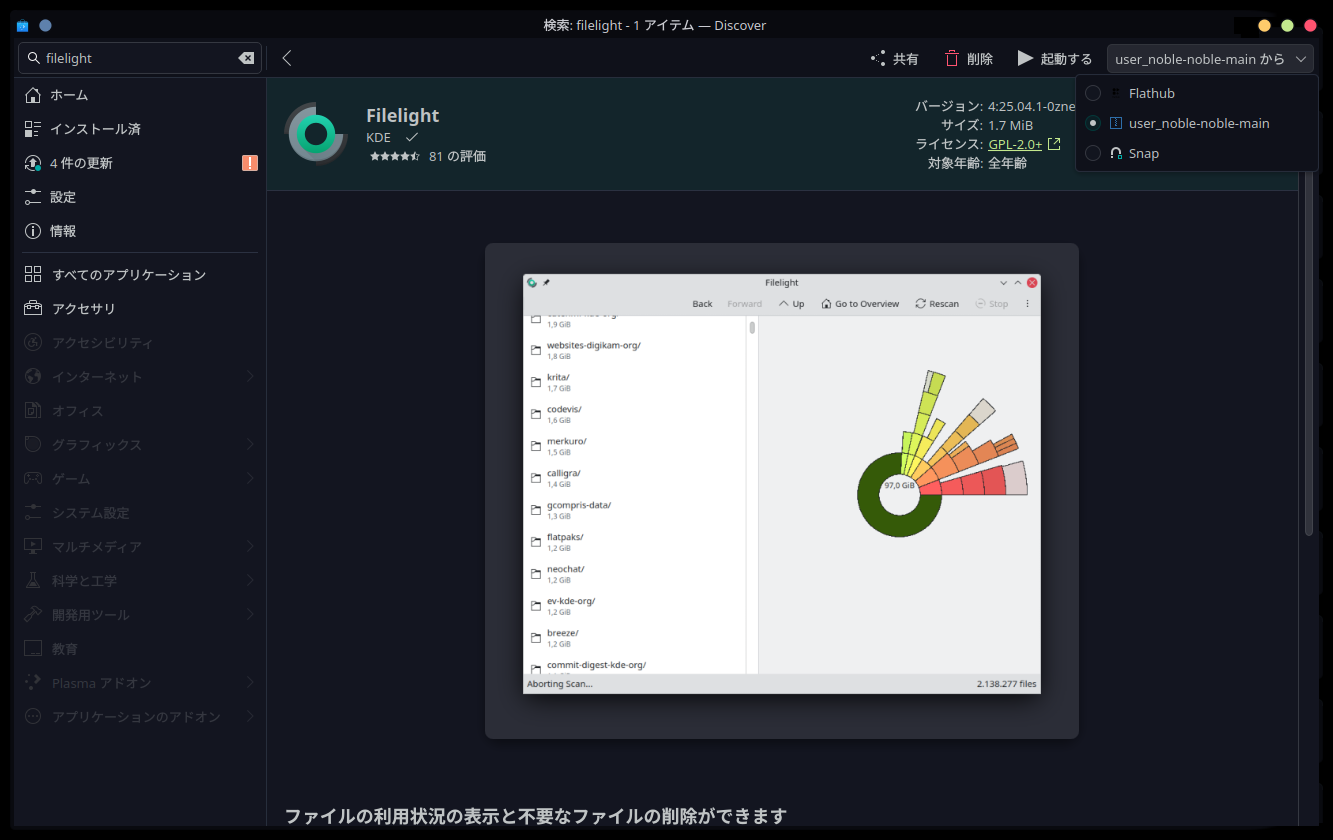 検索: filelight - 1 アイテム — Discover
filelight
共有
削除
起動する
user_noble-noble-main から
Flathub
user_noble-noble-main
Snap
ホーム
インストール済
4 件の更新
設定
情報
すべてのアプリケーション
アクセサリ
アクセシビリティ
インターネット
オフィス
グラフィックス
ゲーム
システム設定
マルチメディア
科学と工学
開発用ツール
教育
Plasma アドオン
アプリケーションのアドオン
Filelight
KDE
81 の評価
バージョン: 4:25.04.1-0zne
サイズ: 1.7 MiB
ライセンス: GPL-2.0+
対象年齢: 全年齢
Filelight
Back Forward Up Go to Overview Rescan Stop
1,9 GiB
websites-digikam-org/
1,8 GiB
krita/
1,7 GiB
codevis/
1,6 GiB
merkuro/
1,5 GiB
calligra/
1,4 GiB
gcompris-data/
1,3 GiB
flatpaks/
1,2 GiB
neochat/
1,2 GiB
ev-kde-org/
1,2 GiB
breeze/
1,2 GiB
commit-digest-kde-org/
97,0 GiB
Aborting Scan...
2.138.277 files
ファイルの利用状況の表示と不要なファイルの削除ができます